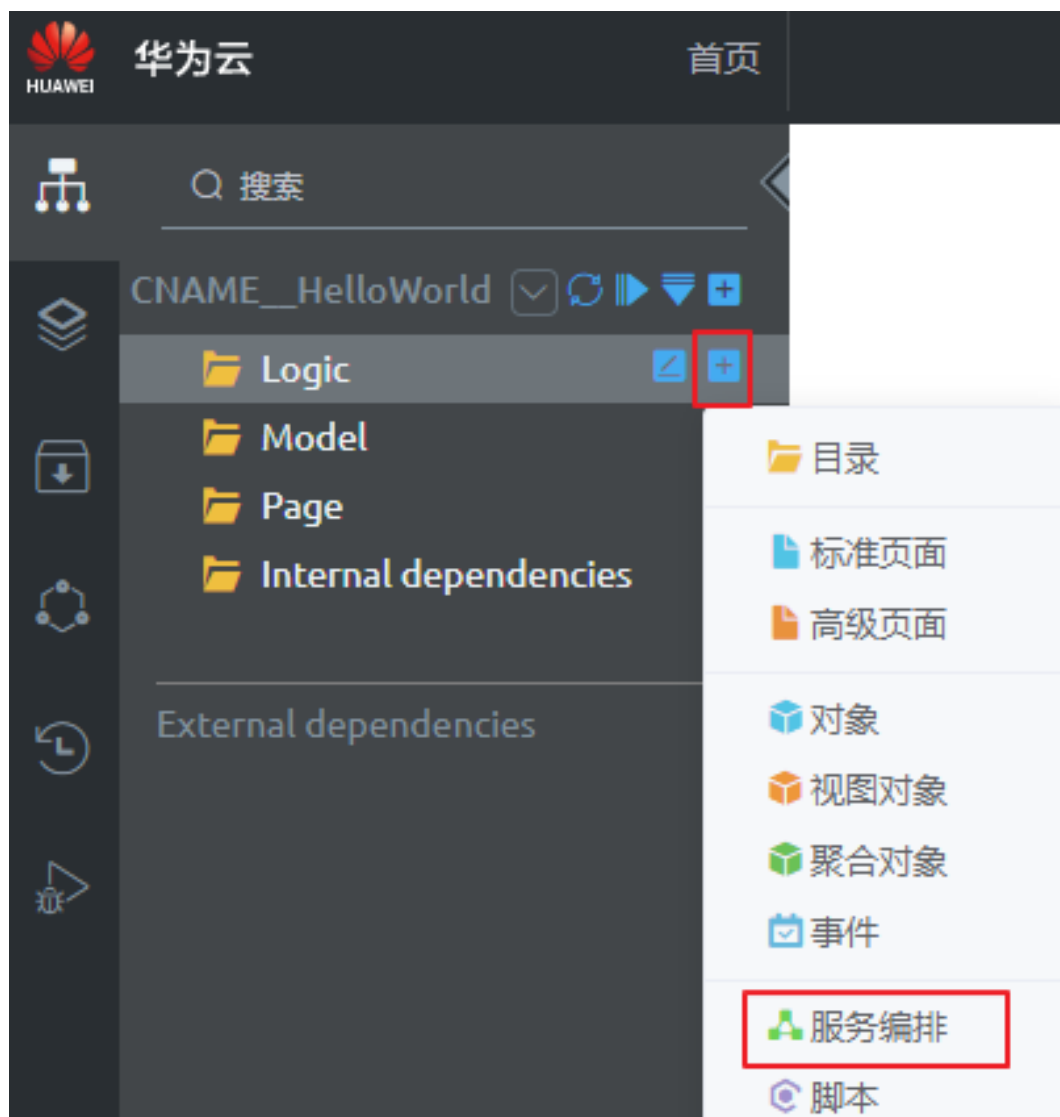 HUAWEI
华为云
首页
搜索
CNAME__HelloWorld
Logic
Model
Page
Internal dependencies
External dependencies
目录
标准页面
高级页面
对象
视图对象
聚合对象
事件
服务编排
脚本